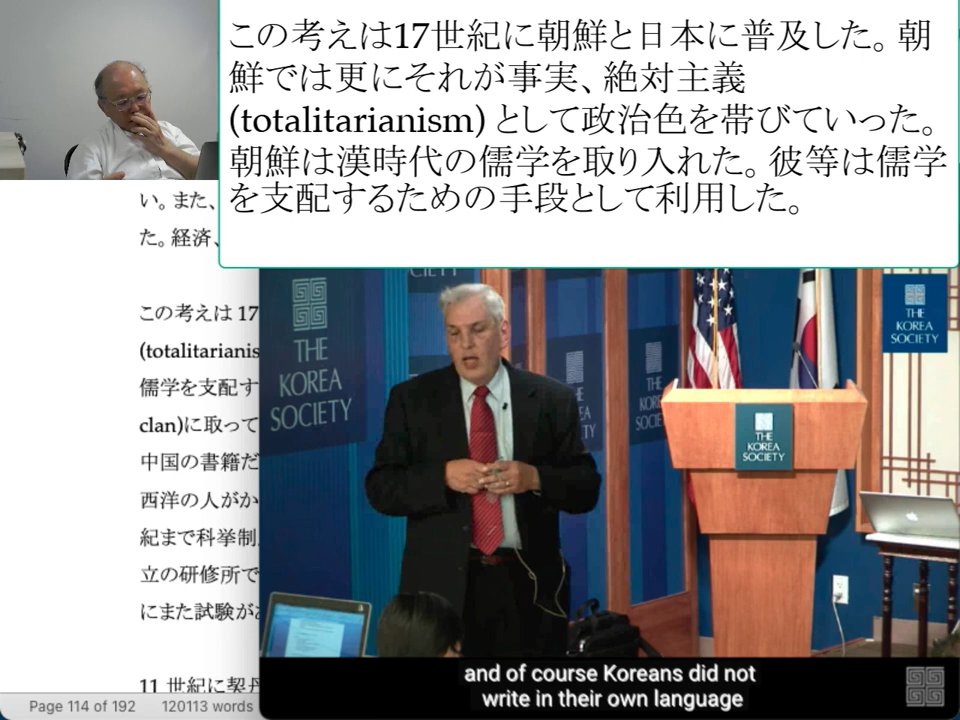 この考えは17世紀に朝鮮と日本に普及した。朝
鮮では更にそれが事実、絶対主義
(totalitarianism) として政治色を帯びていった。
朝鮮は漢時代の儒学を取り入れた。彼等は儒学
を支配するための手段として利用した。
い。また、
た。経済、
この考えは 17
(totalitarianis
儒学を支配す
clan)に取って
中国の書籍だ
西洋の人がか
紀まで科挙制
立の研修所で
にまた試験が
11 世紀に契丹
Page 114 of 192 120113 words
CIETY
THE
KOREA
SOCIETY
THE
KOREA
SOCIETY
THE
KOREA
SOCIETY
and of course Koreans did not
write in their own language